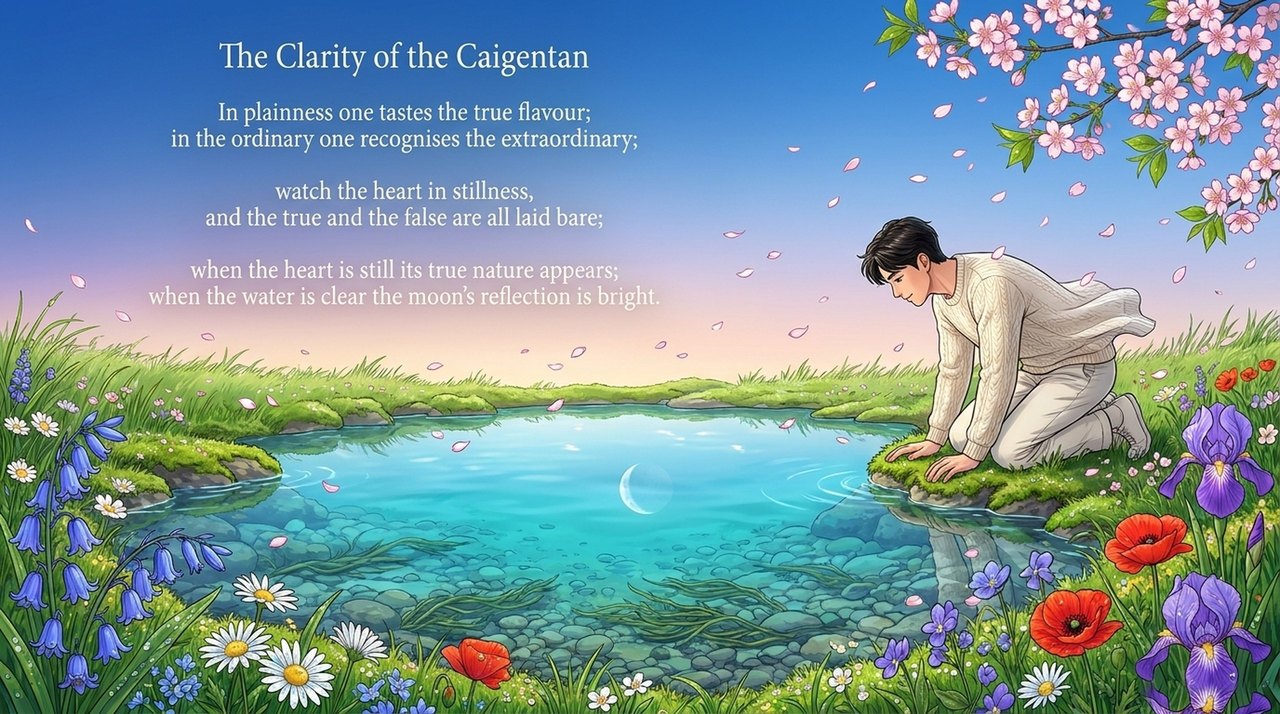 The Clarity of the Caigentan
In plainness one tastes the true flavour;
in the ordinary one recognises the extraordinary;
watch the heart in stillness,
and the true and the false are all laid bare;
when the heart is still its true nature appears;
when the water is clear the moon's reflection is bright.